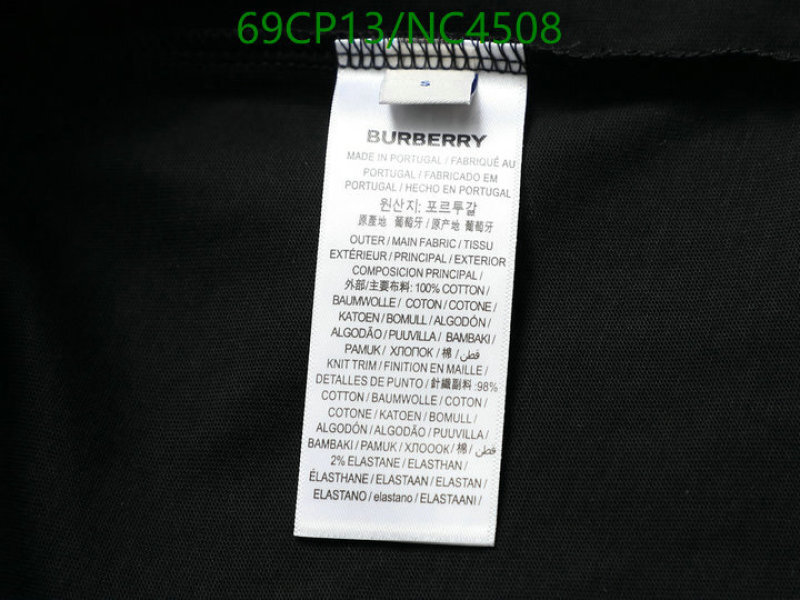 69CP13/NC4508
S
BURBERRY
MADE IN PORTUGAL / FABRIQUÉ AU
PORTUGAL / FABRICADO EM
PORTUGAL / HECHO EN PORTUGAL
원산지: 포르투갈
原產地 葡萄牙 / 原产地 葡萄牙
OUTER / MAIN FABRIC / TISSU
EXTÉRIEUR / PRINCIPAL / EXTERIOR
COMPOSICION PRINCIPAL /
外部/主要布料: 100% COTTON /
BAUMWOLLE / COTON / COTONE /
KATOEN / BOMULL / ALGODÓN /
ALGODÃO / PUUVILLA / BAMBAKI /
PAMUK / ХЛОПОК / 棉 / قطن /
KNIT TRIM / FINITION EN MAILLE /
DETALLES DE PUNTO / 針織副料 :98%
COTTON / BAUMWOLLE / COTON /
COTONE / KATOEN / BOMULL /
ALGODÓN / ALGODÃO / PUUVILLA /
BAMBAKI / PAMUK / ХЛОООК / 棉 / قطن /
2% ELASTANE / ELASTHAN /
ÉLASTHANE / ELASTAAN / ELASTAN /
ELASTANO / elastano / ELASTAANI /